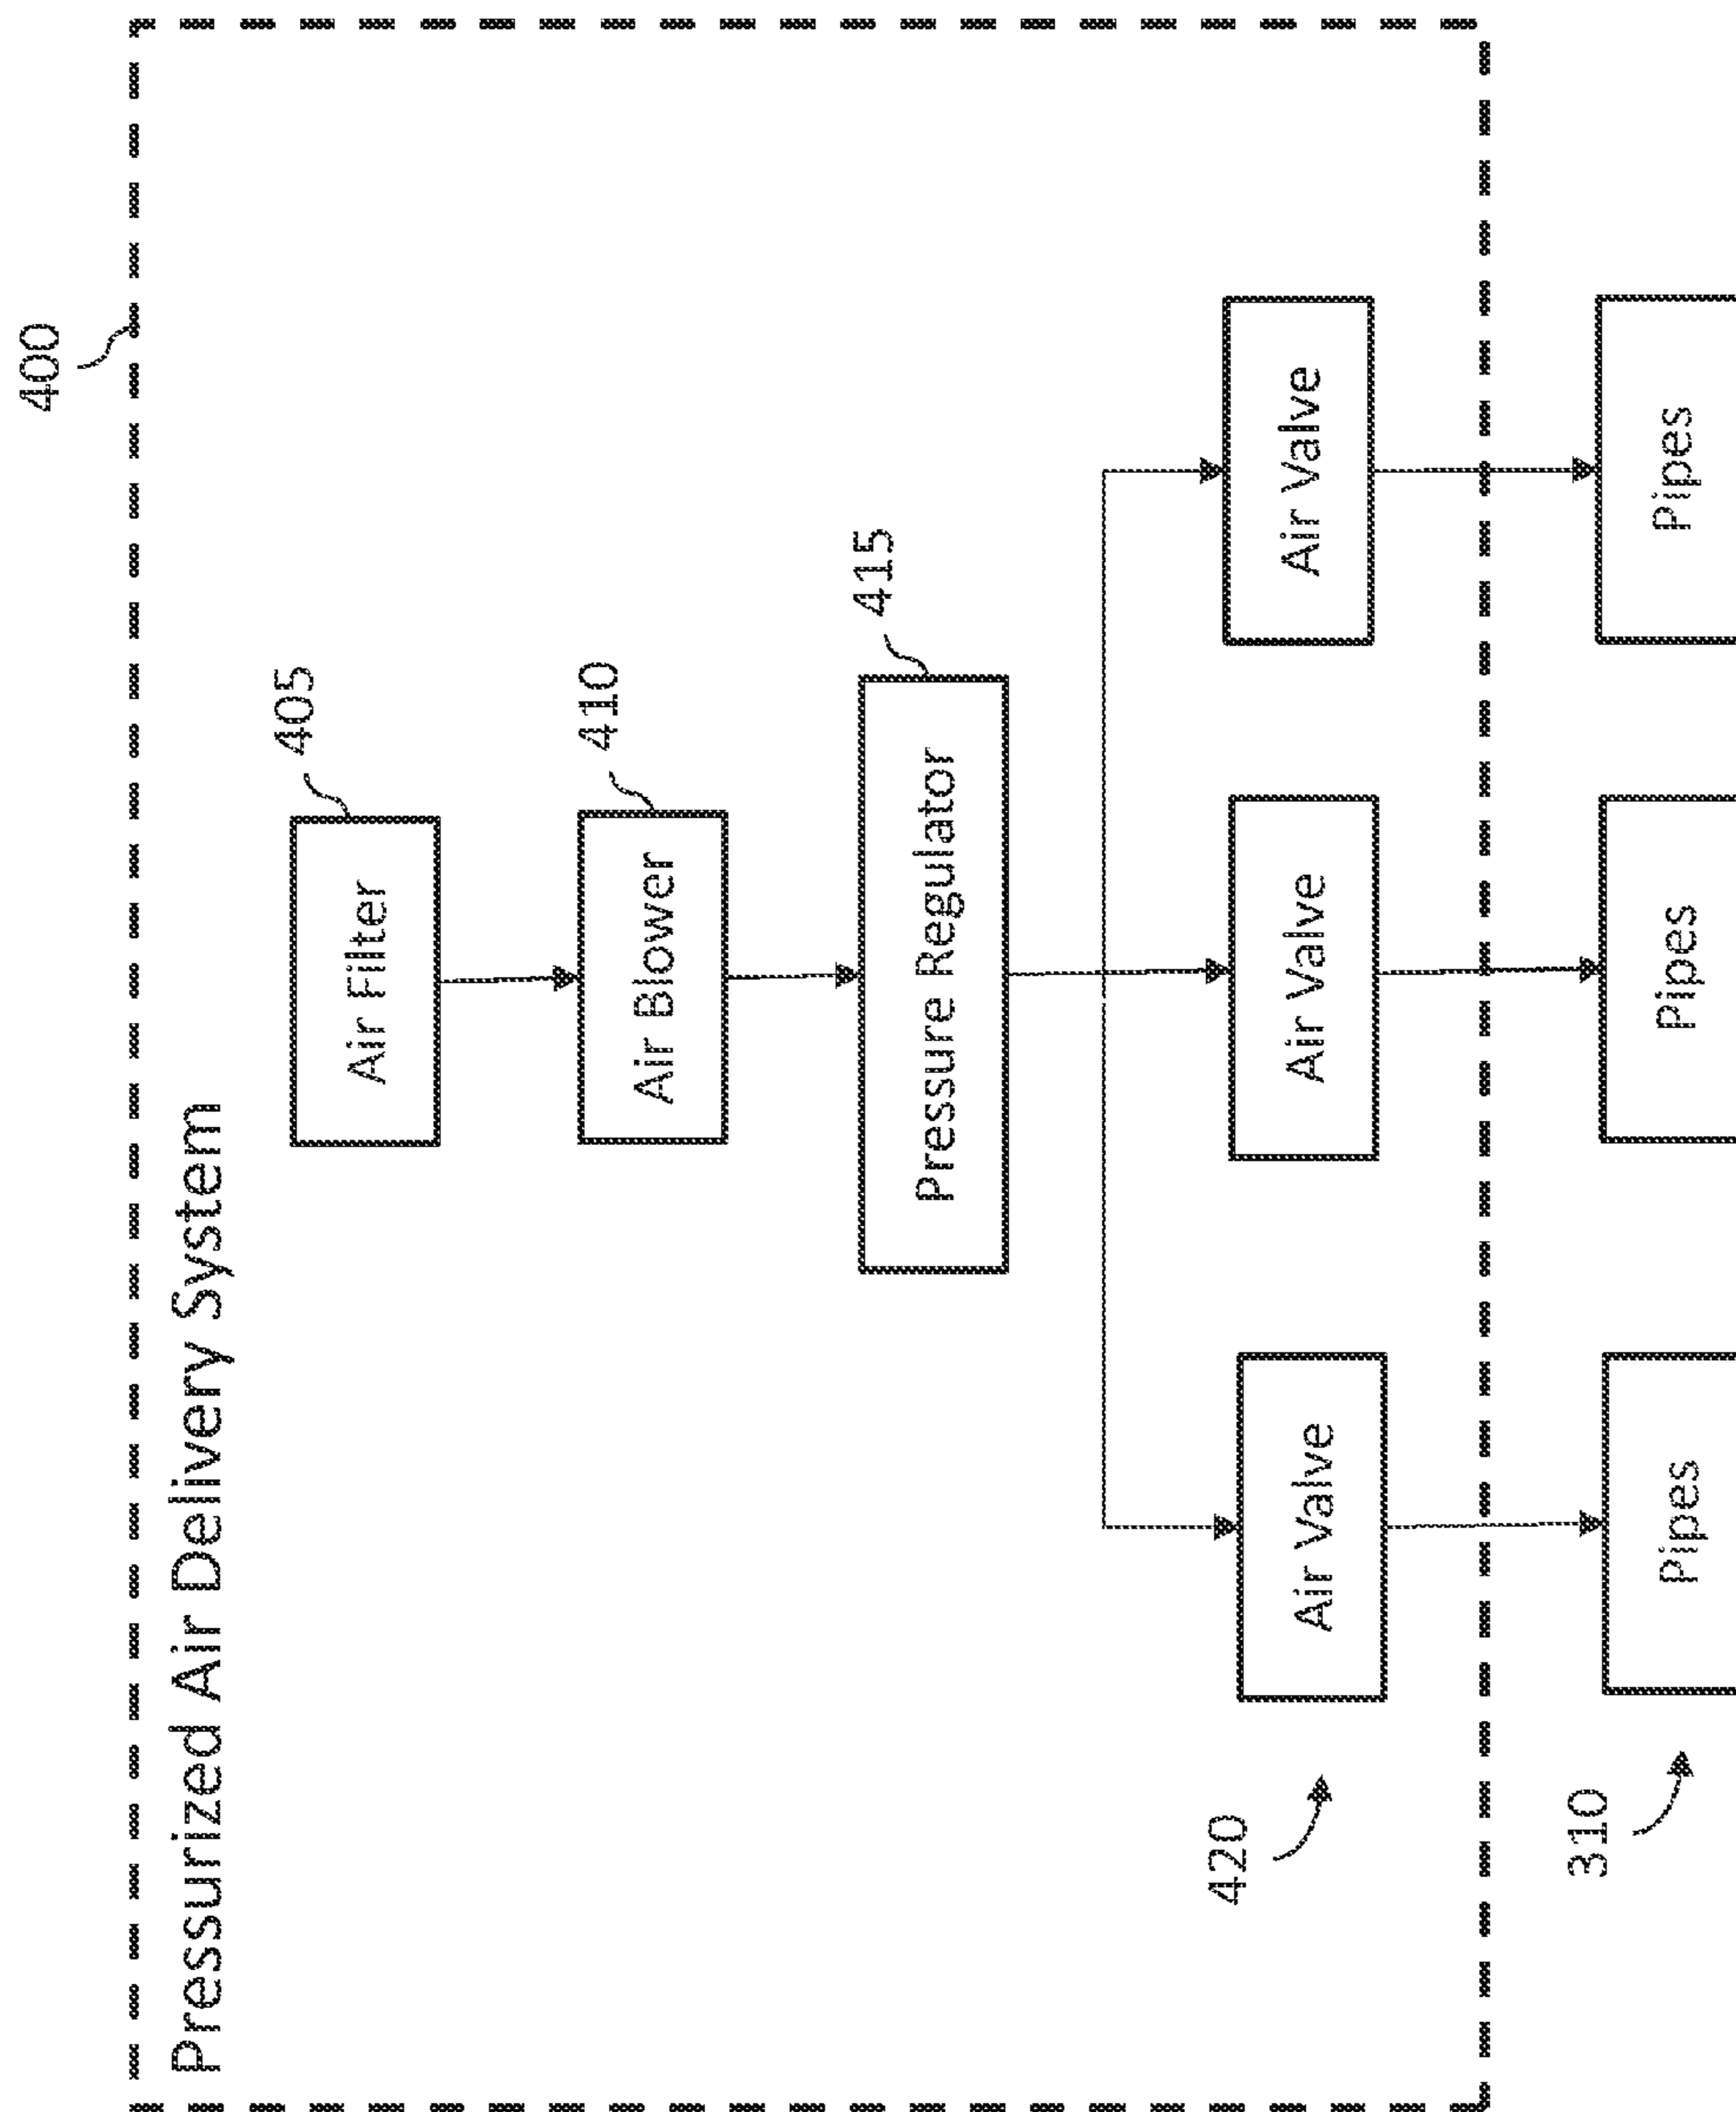 400
Pressurized Air Delivery System
405
Air Filter
410
Air Blower
415
Pressure Regulator
420
Air Valve
Air Valve
Air Valve
310
Pipes
Pipes
Pipes